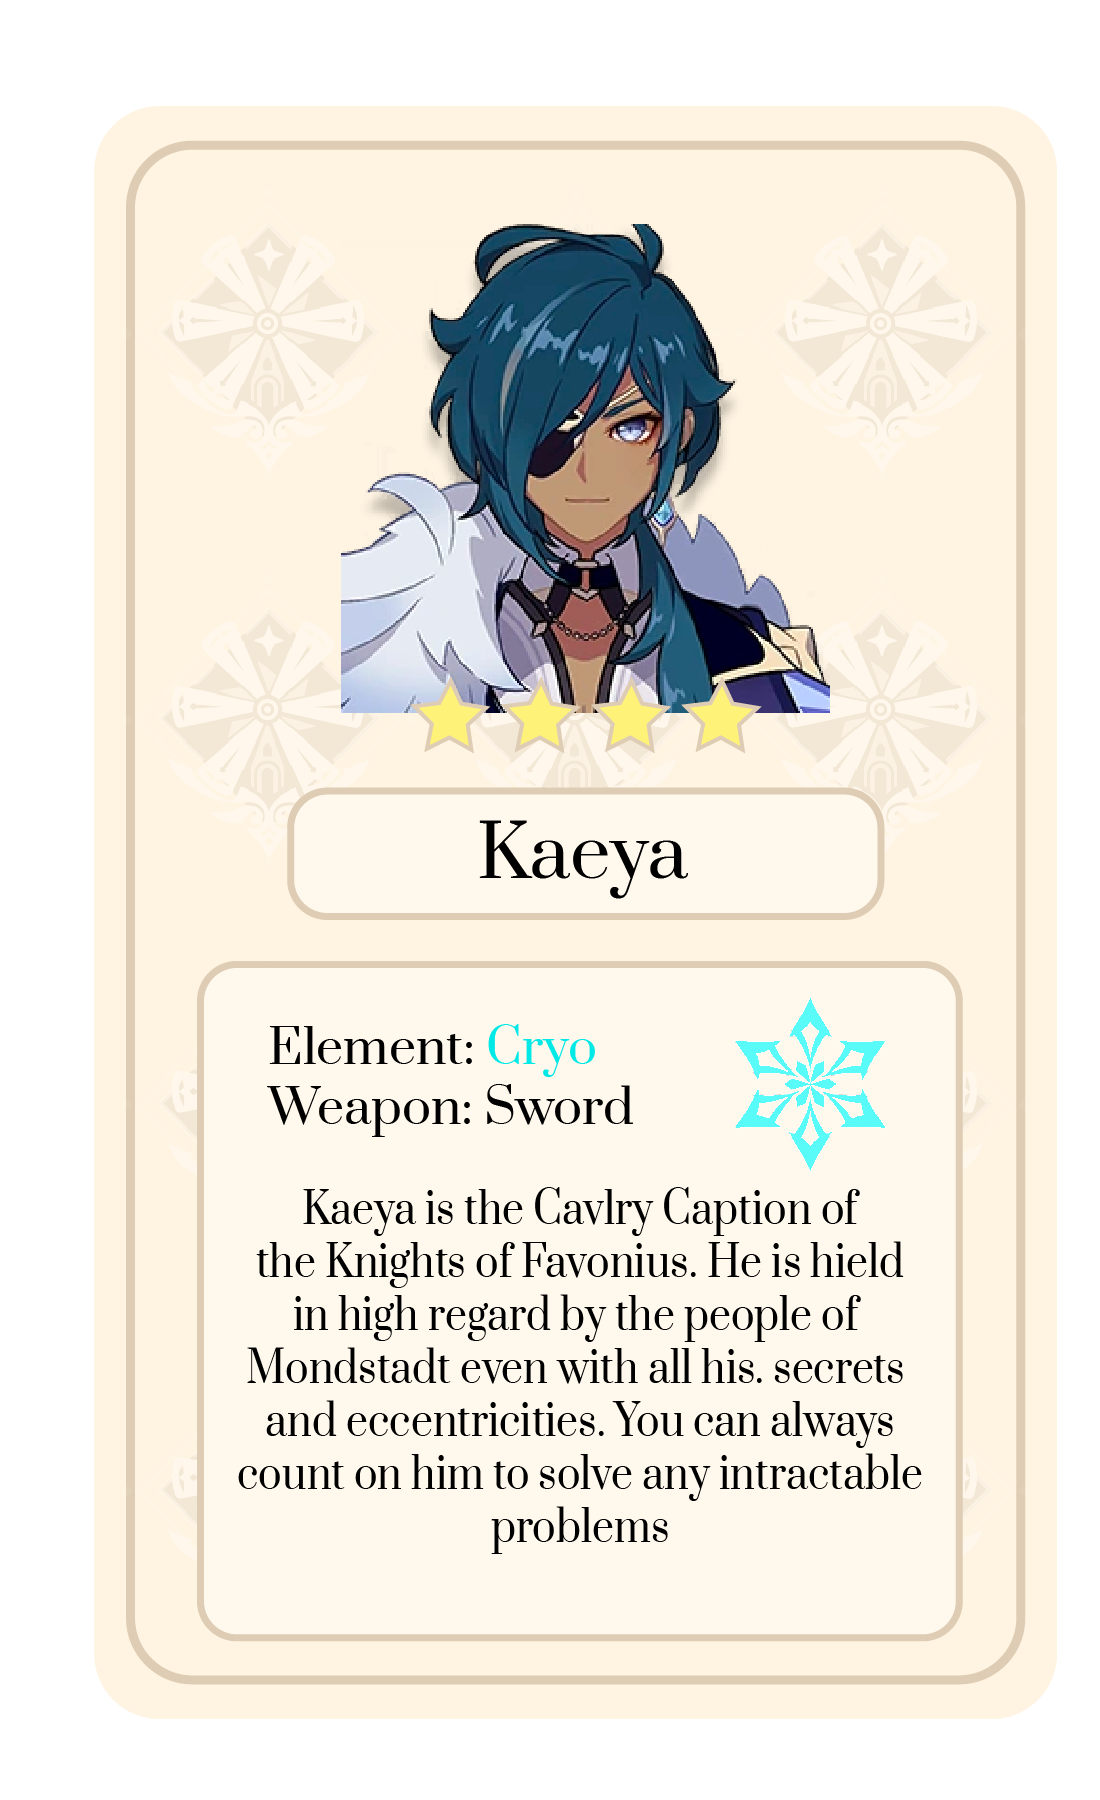 Kaeya
Element: Cryo
Weapon: Sword
Kaeya is the Cavlry Caption of
the Knights of Favonius. He is hield
in high regard by the people of
Mondstadt even with all his. secrets
and eccentricities. You can always
count on him to solve any intractable
problems